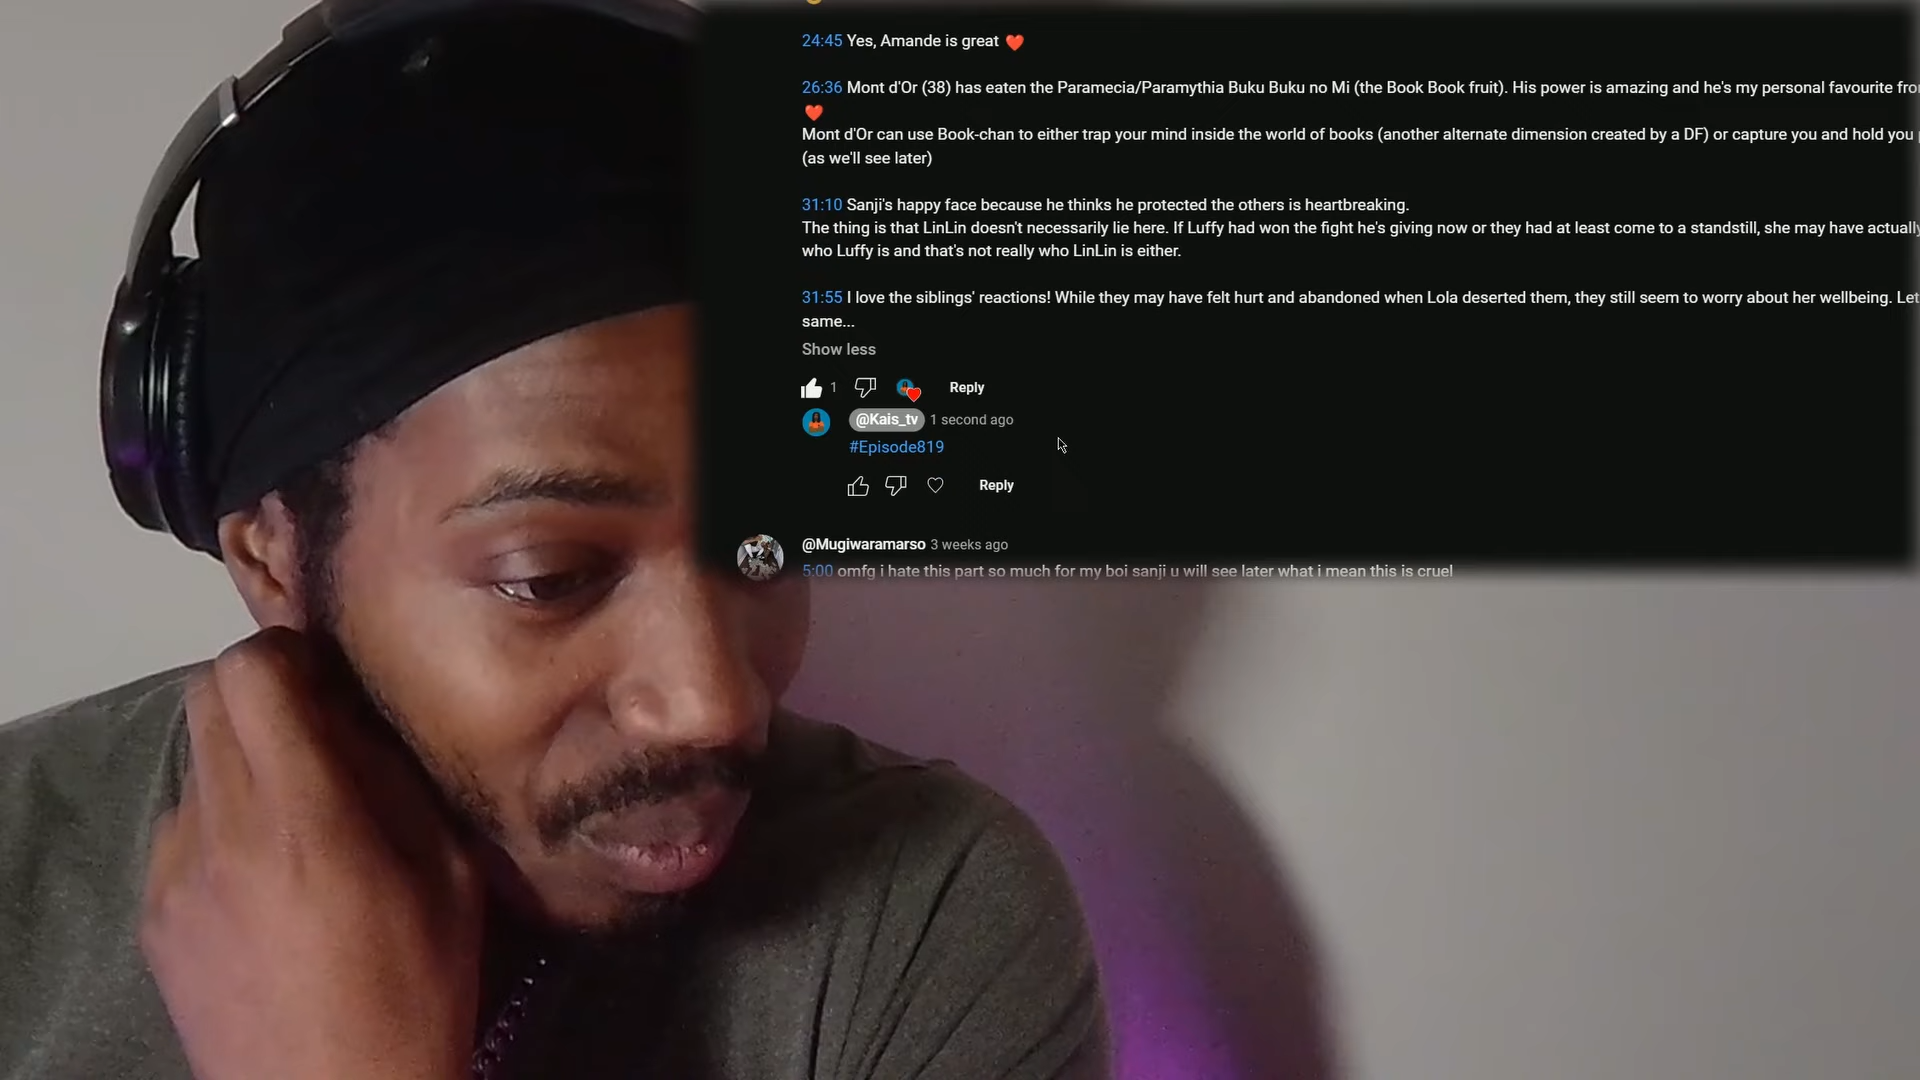 24:45 Yes, Amande is great ❤️
26:36 Mont d'Or (38) has eaten the Paramecia/Paramythia Buku Buku no Mi (the Book Book fruit). His power is amazing and he's my personal favourite
❤️
Mont d'Or can use Book-chan to either trap your mind inside the world of books (another alternate dimension created by a DF) or capture you and hold you
(as we'll see later)
31:10 Sanji's happy face because he thinks he protected the others is heartbreaking.
The thing is that LinLin doesn't necessarily lie here. If Luffy had won the fight he's giving now or they had at least come to a standstill, she may have actually
who Luffy is and that's not really who LinLin is either.
31:55 I love the siblings' reactions! While they may have felt hurt and abandoned when Lola deserted them, they still seem to worry about her wellbeing. Let
same...
Show less
1 Reply
@Kais_tv 1 second ago
#Episode819
Reply
@Mugiwaramarso 3 weeks ago
5:00 omfg i hate this part so much for my boi sanji u will see later what i mean this is cruel